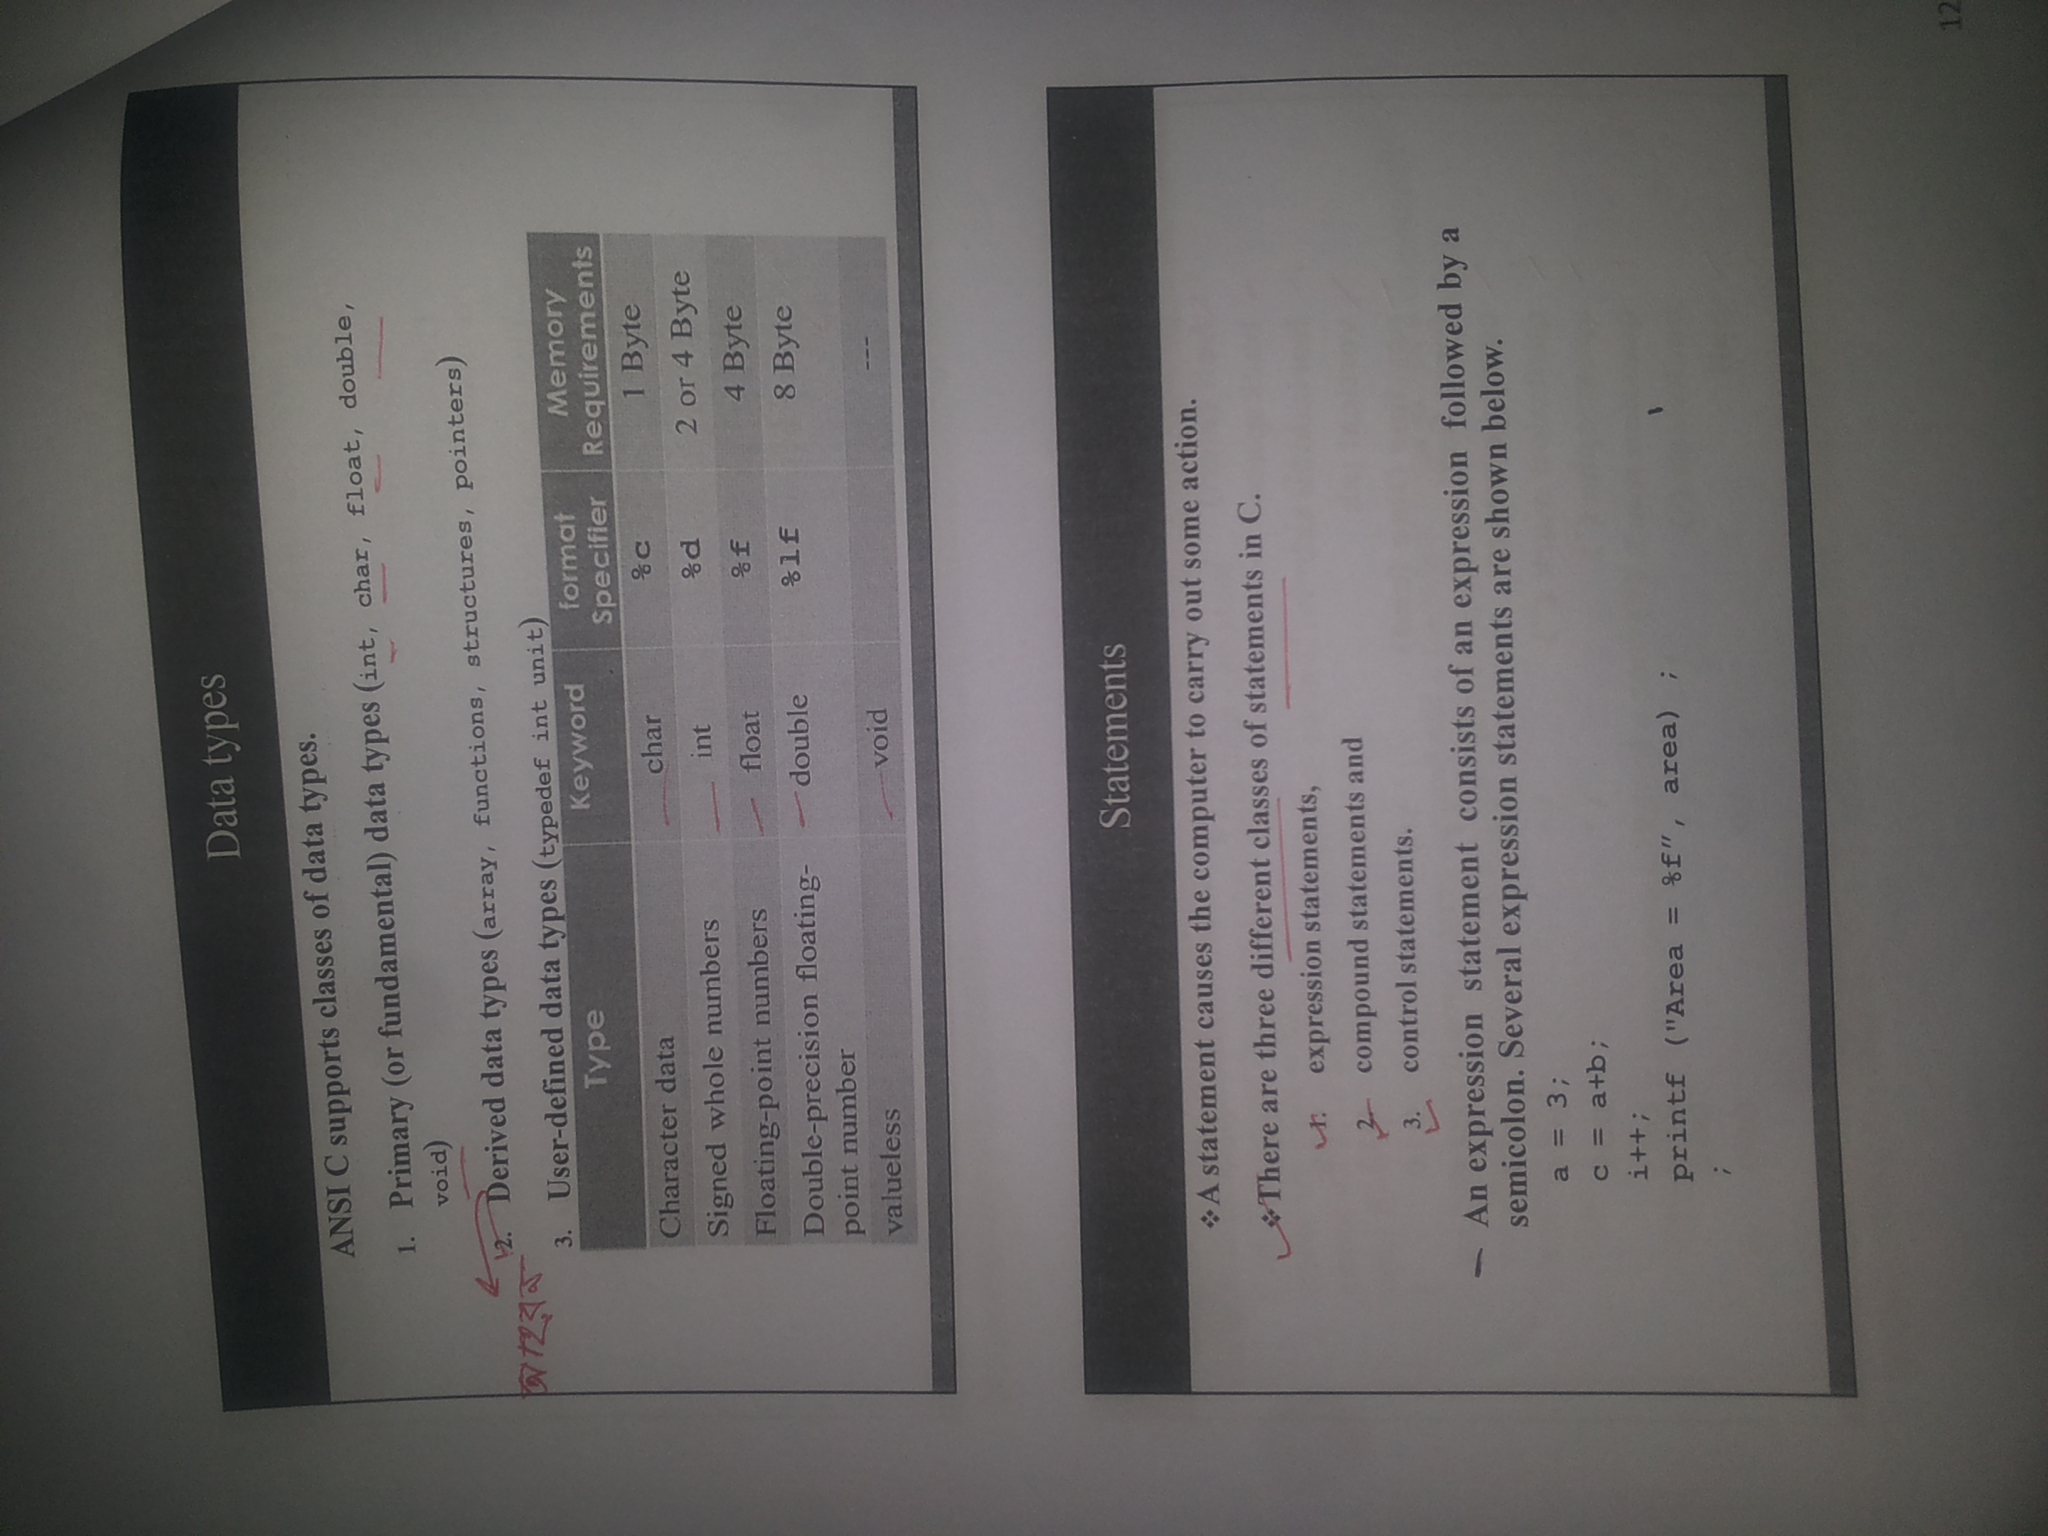 Data types
ANSI C supports classes of data types.
1. Primary (or fundamental) data types (int, char, float, double,
void)
2. Derived data types (array, functions, structures, pointers)
আহরন
3. User-defined data types (typedef int unit)
Type Keyword format Specifier Memory Requirements
Character data char %c 1 Byte
Signed whole numbers int %d 2 or 4 Byte
Floating-point numbers float %f 4 Byte
Double-precision floating-
point number double %lf 8 Byte
valueless void ---
Statements
❖A statement causes the computer to carry out some action.
❖There are three different classes of statements in C.
1. expression statements,
2. compound statements and
3. control statements.
An expression statement consists of an expression followed by a
semicolon. Several expression statements are shown below.
a = 3;
c = a+b;
i++;
printf ("Area = %f", area) ;
;
12